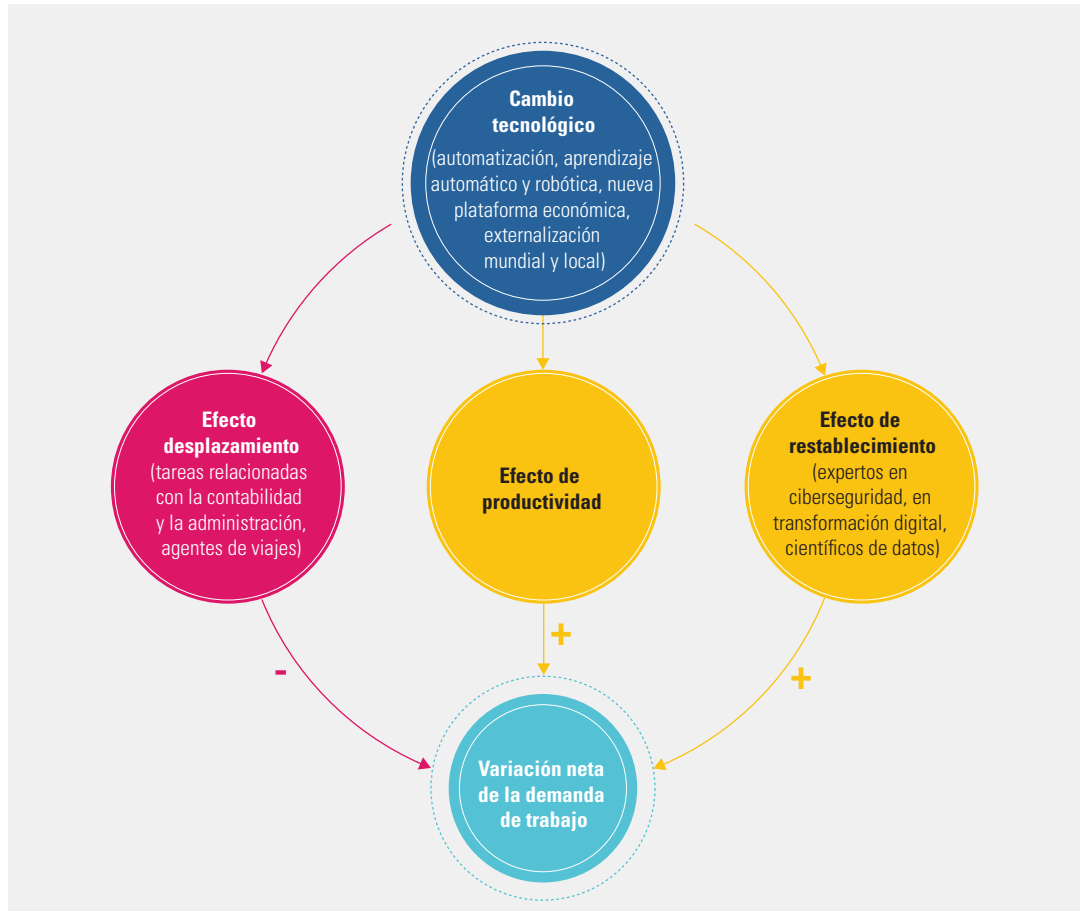 Cambio
tecnológico
(automatización, aprendizaje
automático y robótica, nueva
plataforma económica,
externalización
mundial y local)
Efecto
desplazamiento
(tareas relacionadas
con la contabilidad
y la administración,
agentes de viajes)
Efecto de
productividad
Efecto de
restablecimiento
(expertos en
ciberseguridad, en
transformación digital,
científicos de datos)
-
+
+
Variación neta
de la demanda
de trabajo